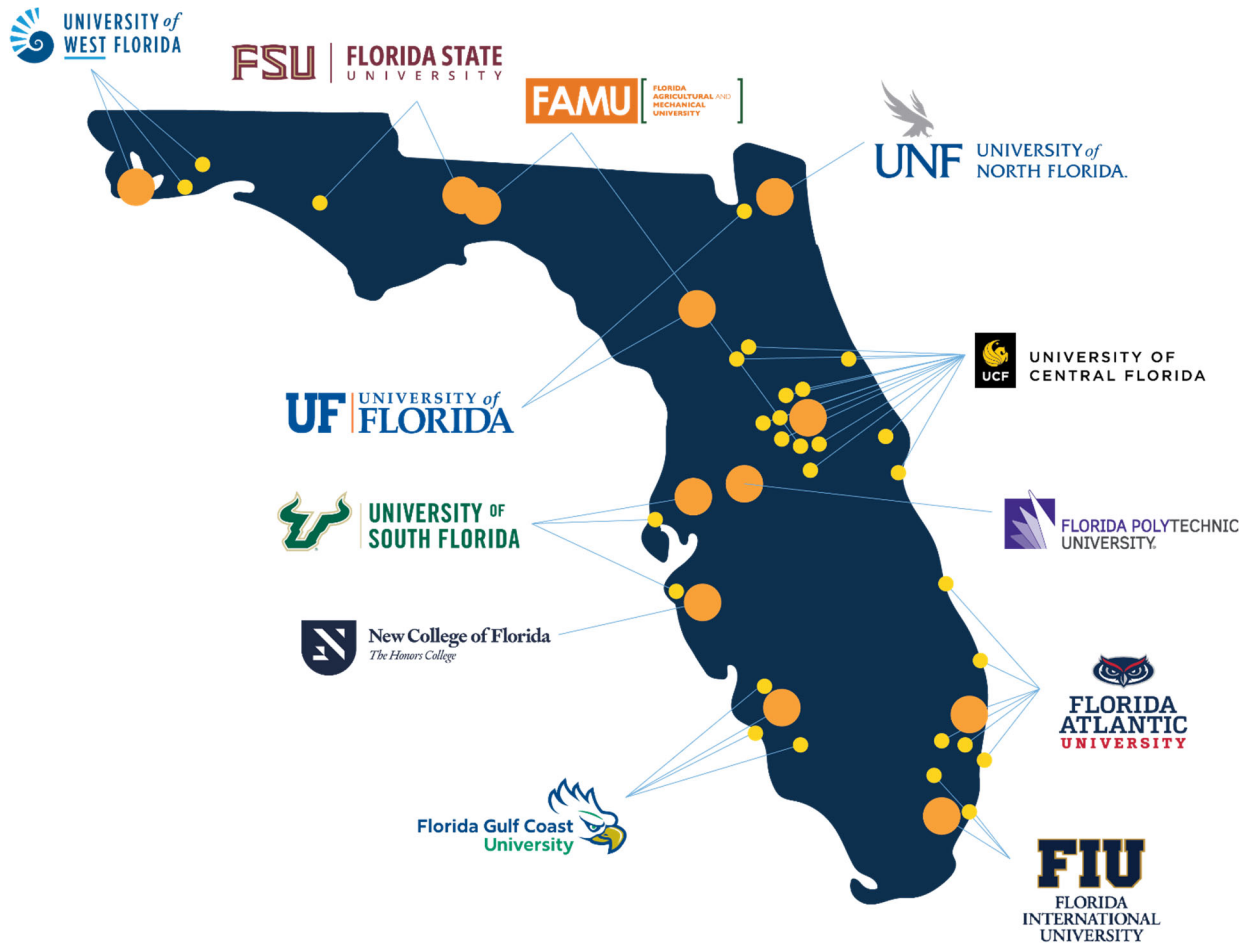 UNIVERSITY of
WEST FLORIDA
FSU
FLORIDA STATE
UNIVERSITY
FAMU
FLORIDA
AGRICULTURAL AND
MECHANICAL
UNIVERSITY
UNF
UNIVERSITY of
NORTH FLORIDA.
UCF
UNIVERSITY OF
CENTRAL FLORIDA
UF
UNIVERSITY of
FLORIDA
UNIVERSITY OF
SOUTH FLORIDA
FLORIDA POLYTECHNIC
UNIVERSITY
N
New College of Florida
The Honors College
FLORIDA
ATLANTIC
UNIVERSITY
Florida Gulf Coast
University
FIU
FLORIDA
INTERNATIONAL
UNIVERSITY